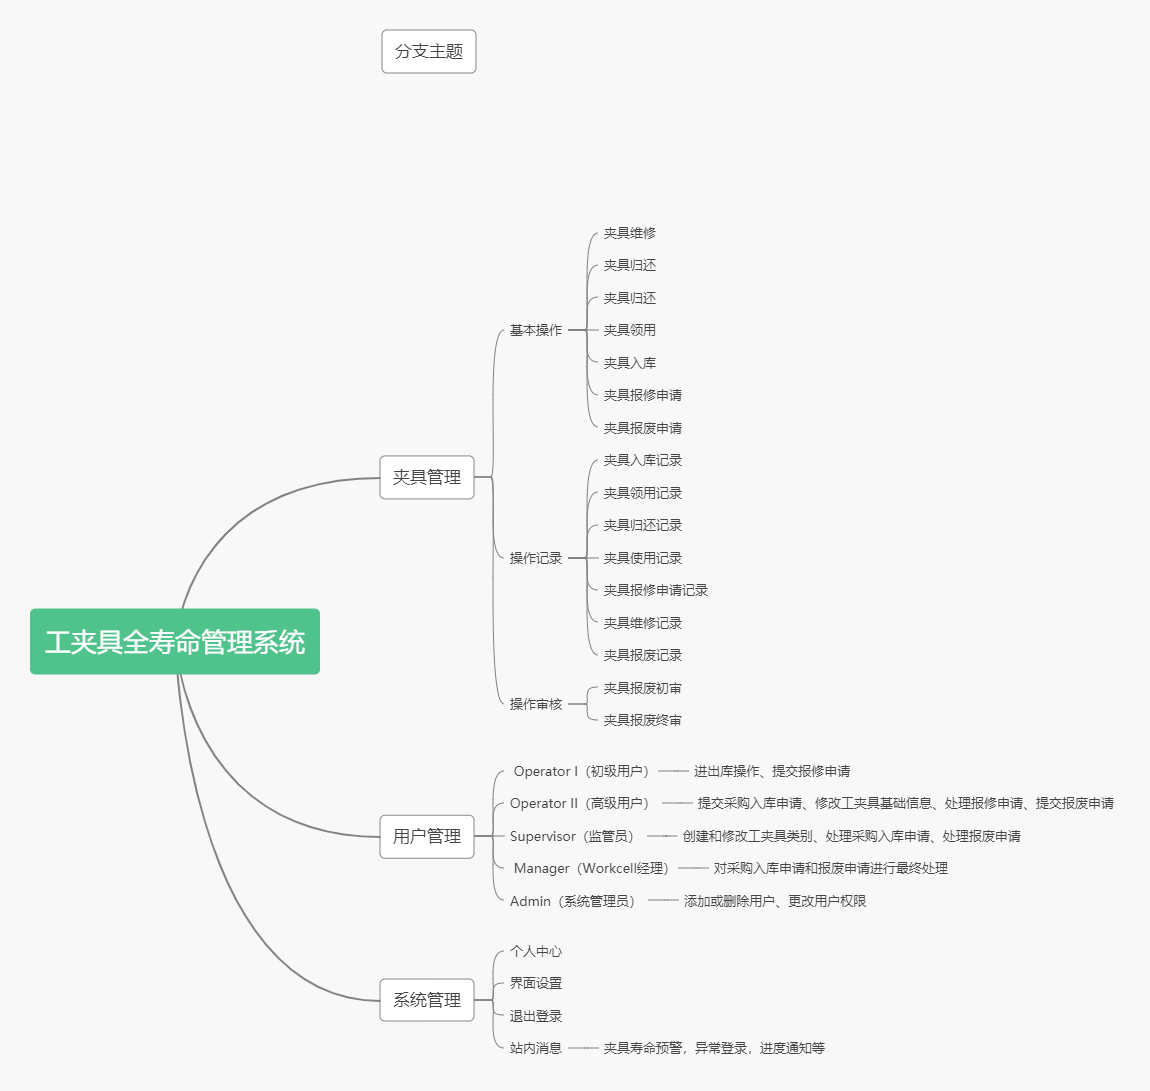 分支主题
工夹具全寿命管理系统
夹具管理
基本操作
夹具维修
夹具归还
夹具归还
夹具领用
夹具入库
夹具报修申请
夹具报废申请
操作记录
夹具入库记录
夹具领用记录
夹具归还记录
夹具使用记录
夹具报修申请记录
夹具维修记录
夹具报废记录
操作审核
夹具报废初审
夹具报废终审
用户管理
Operator I（初级用户）
进出库操作、提交报修申请
Operator II（高级用户）
提交采购入库申请、修改工夹具基础信息、处理报修申请、提交报废申请
Supervisor（监管员）
创建和修改工夹具类别、处理采购入库申请、处理报废申请
Manager（Workcell经理）
对采购入库申请和报废申请进行最终处理
Admin（系统管理员）
添加或删除用户、更改用户权限
系统管理
个人中心
界面设置
退出登录
站内消息
夹具寿命预警，异常登录，进度通知等